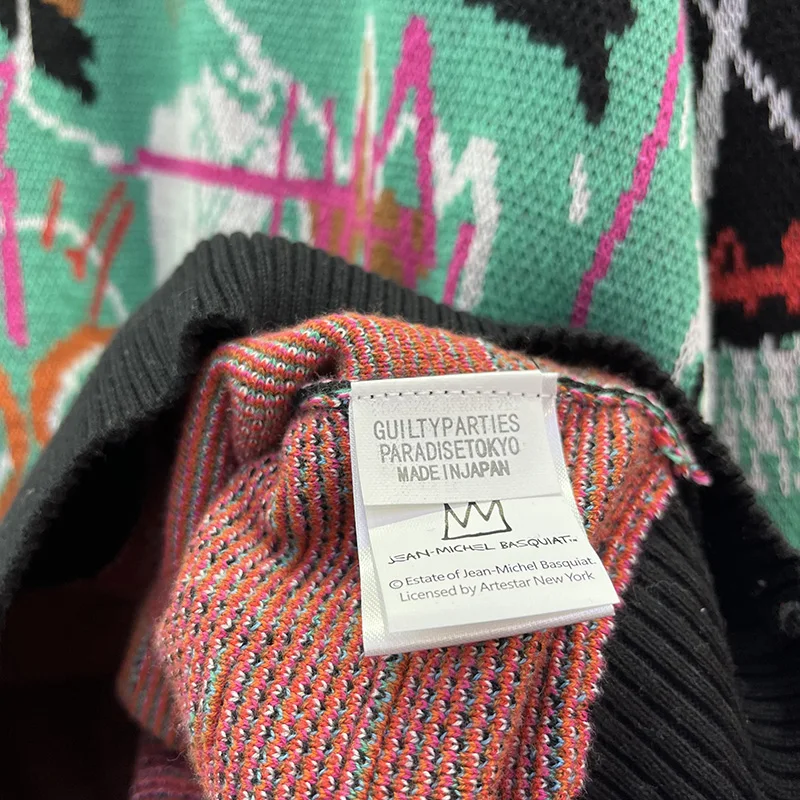 GUILTYPARTIES
PARADISETOKYO
MADE IN JAPAN
JEAN-MICHEL BASQUIAT™
© Estate of Jean-Michel Basquiat.
Licensed by Artestar New York